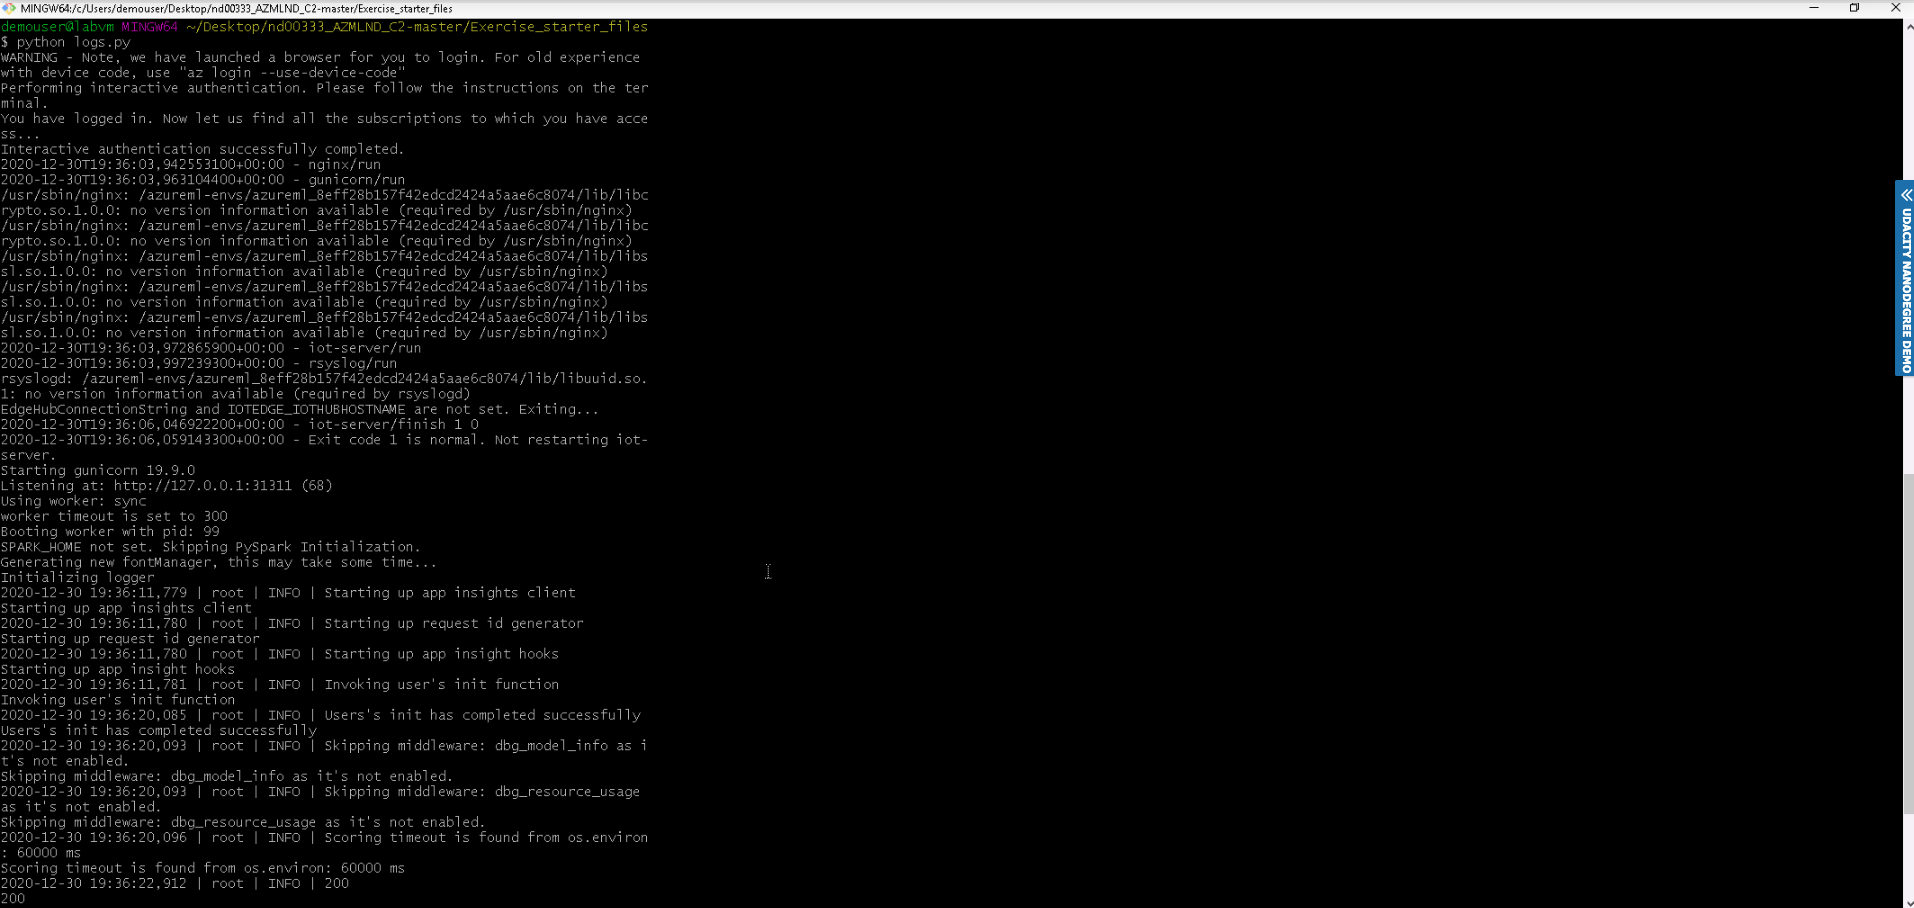 MINGW64:/c/Users/demouser/Desktop/nd00333_AZMLND_C2-master/Exercise_starter_files
demouser@labvm MINGW64 ~/Desktop/nd00333_AZMLND_C2-master/Exercise_starter_files
$ python logs.py
WARNING - Note, we have launched a browser for you to login. For old experience
with device code, use "az login --use-device-code"
Performing interactive authentication. Please follow the instructions on the ter
minal.
You have logged in. Now let us find all the subscriptions to which you have acce
ss...
Interactive authentication successfully completed.
2020-12-30T19:36:03,942553100+00:00 - nginx/run
2020-12-30T19:36:03,963104400+00:00 - gunicorn/run
/usr/sbin/nginx: /azureml-envs/azureml_8eff28b157f42edcd2424a5aae6c8074/lib/libc
rypto.so.1.0.0: no version information available (required by /usr/sbin/nginx)
/usr/sbin/nginx: /azureml-envs/azureml_8eff28b157f42edcd2424a5aae6c8074/lib/libc
rypto.so.1.0.0: no version information available (required by /usr/sbin/nginx)
/usr/sbin/nginx: /azureml-envs/azureml_8eff28b157f42edcd2424a5aae6c8074/lib/libs
sl.so.1.0.0: no version information available (required by /usr/sbin/nginx)
/usr/sbin/nginx: /azureml-envs/azureml_8eff28b157f42edcd2424a5aae6c8074/lib/libs
sl.so.1.0.0: no version information available (required by /usr/sbin/nginx)
/usr/sbin/nginx: /azureml-envs/azureml_8eff28b157f42edcd2424a5aae6c8074/lib/libs
sl.so.1.0.0: no version information available (required by /usr/sbin/nginx)
2020-12-30T19:36:03,972865900+00:00 - iot-server/run
2020-12-30T19:36:03,997239300+00:00 - rsyslog/run
rsyslogd: /azureml-envs/azureml_8eff28b157f42edcd2424a5aae6c8074/lib/libuuid.so.
1: no version information available (required by rsyslogd)
EdgeHubConnectionString and IOTEDGE_IOTHUBHOSTNAME are not set. Exiting...
2020-12-30T19:36:06,046922200+00:00 - iot-server/finish 1 0
2020-12-30T19:36:06,059143300+00:00 - Exit code 1 is normal. Not restarting iot-
server.
Starting gunicorn 19.9.0
Listening at: http://127.0.0.1:31311 (68)
Using worker: sync
worker timeout is set to 300
Booting worker with pid: 99
SPARK_HOME not set. Skipping PySpark Initialization.
Generating new fontManager, this may take some time...
Initializing logger
2020-12-30 19:36:11,779 | root | INFO | Starting up app insights client
Starting up app insights client
2020-12-30 19:36:11,780 | root | INFO | Starting up request id generator
Starting up request id generator
2020-12-30 19:36:11,780 | root | INFO | Starting up app insight hooks
Starting up app insight hooks
2020-12-30 19:36:11,781 | root | INFO | Invoking user's init function
Invoking user's init function
2020-12-30 19:36:20,085 | root | INFO | Users's init has completed successfully
Users's init has completed successfully
2020-12-30 19:36:20,093 | root | INFO | Skipping middleware: dbg_model_info as i
t's not enabled.
Skipping middleware: dbg_model_info as it's not enabled.
2020-12-30 19:36:20,093 | root | INFO | Skipping middleware: dbg_resource_usage
as it's not enabled.
Skipping middleware: dbg_resource_usage as it's not enabled.
2020-12-30 19:36:20,096 | root | INFO | Scoring timeout is found from os.environ
: 60000 ms
Scoring timeout is found from os.environ: 60000 ms
2020-12-30 19:36:22,912 | root | INFO | 200
200
UDACITY NANODEGREE DEMO